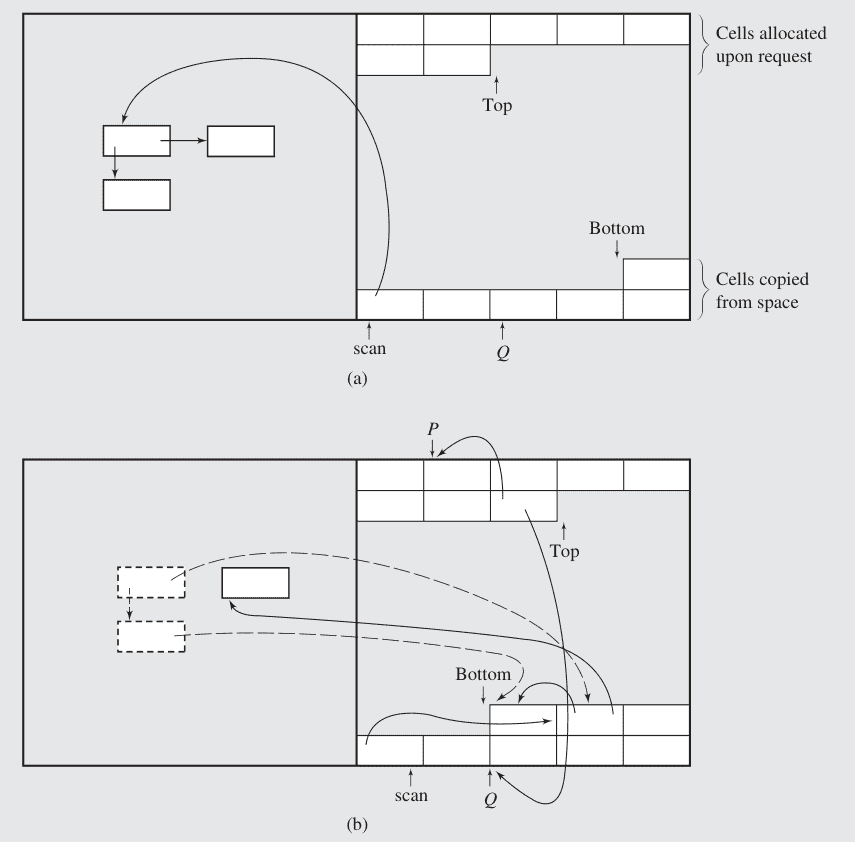 Cells allocated
upon request
Top
Bottom
Cells copied
from space
scan
Q
(a)
P
Top
Bottom
scan
Q
(b)